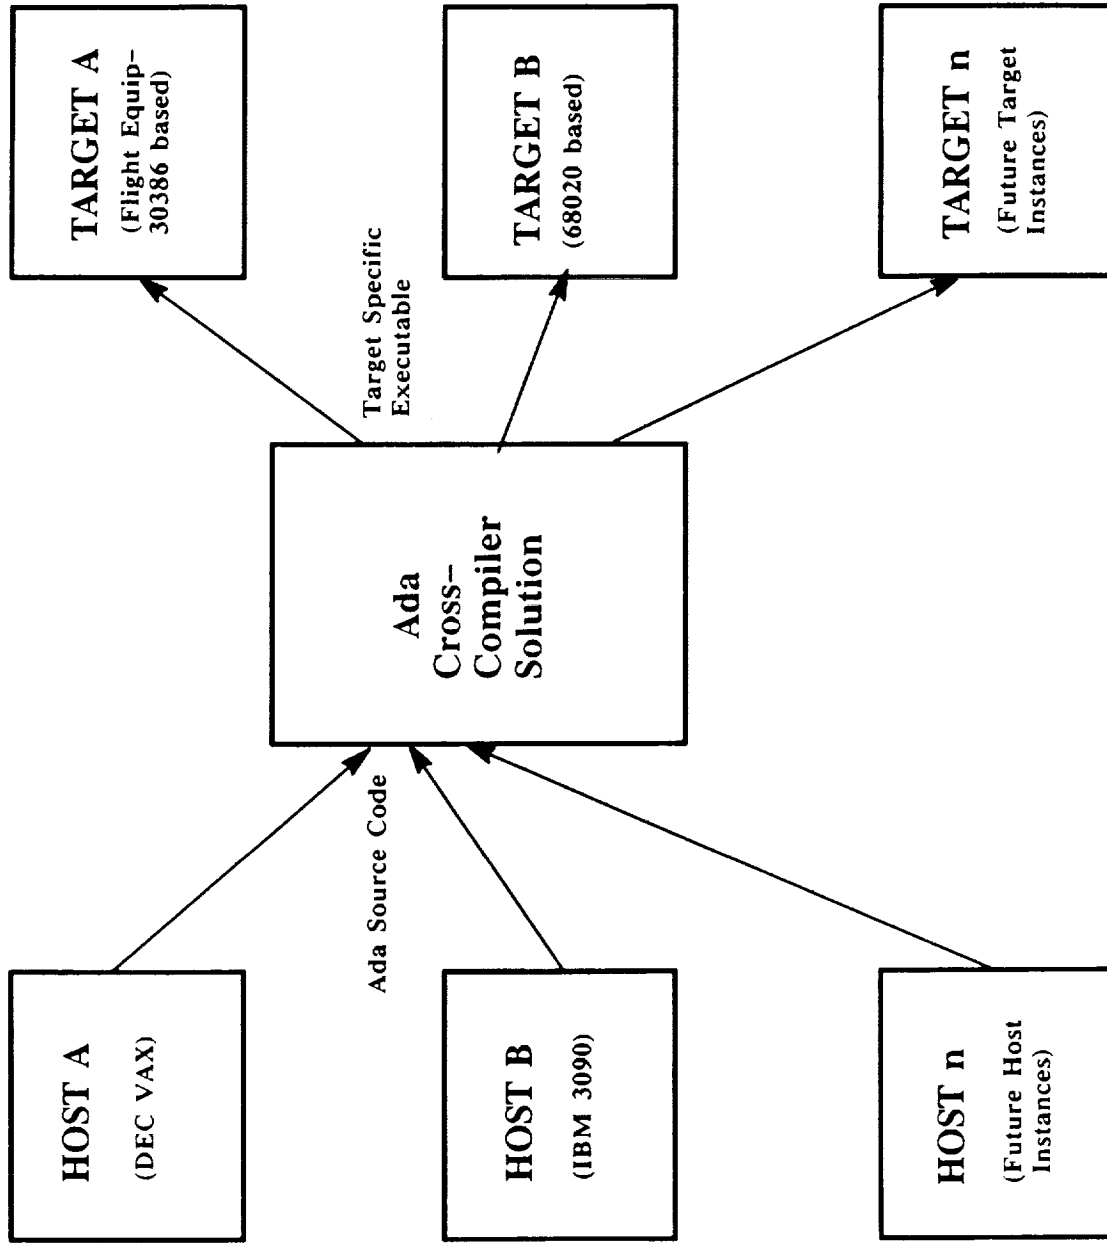 HOST A
(DEC VAX)
HOST B
(IBM 3090)
HOST n
(Future Host
Instances)
Ada Source Code
Ada
Cross-
Compiler
Solution
Target Specific
Executable
TARGET A
(Flight Equip-
30386 based)
TARGET B
(68020 based)
TARGET n
(Future Target
Instances)